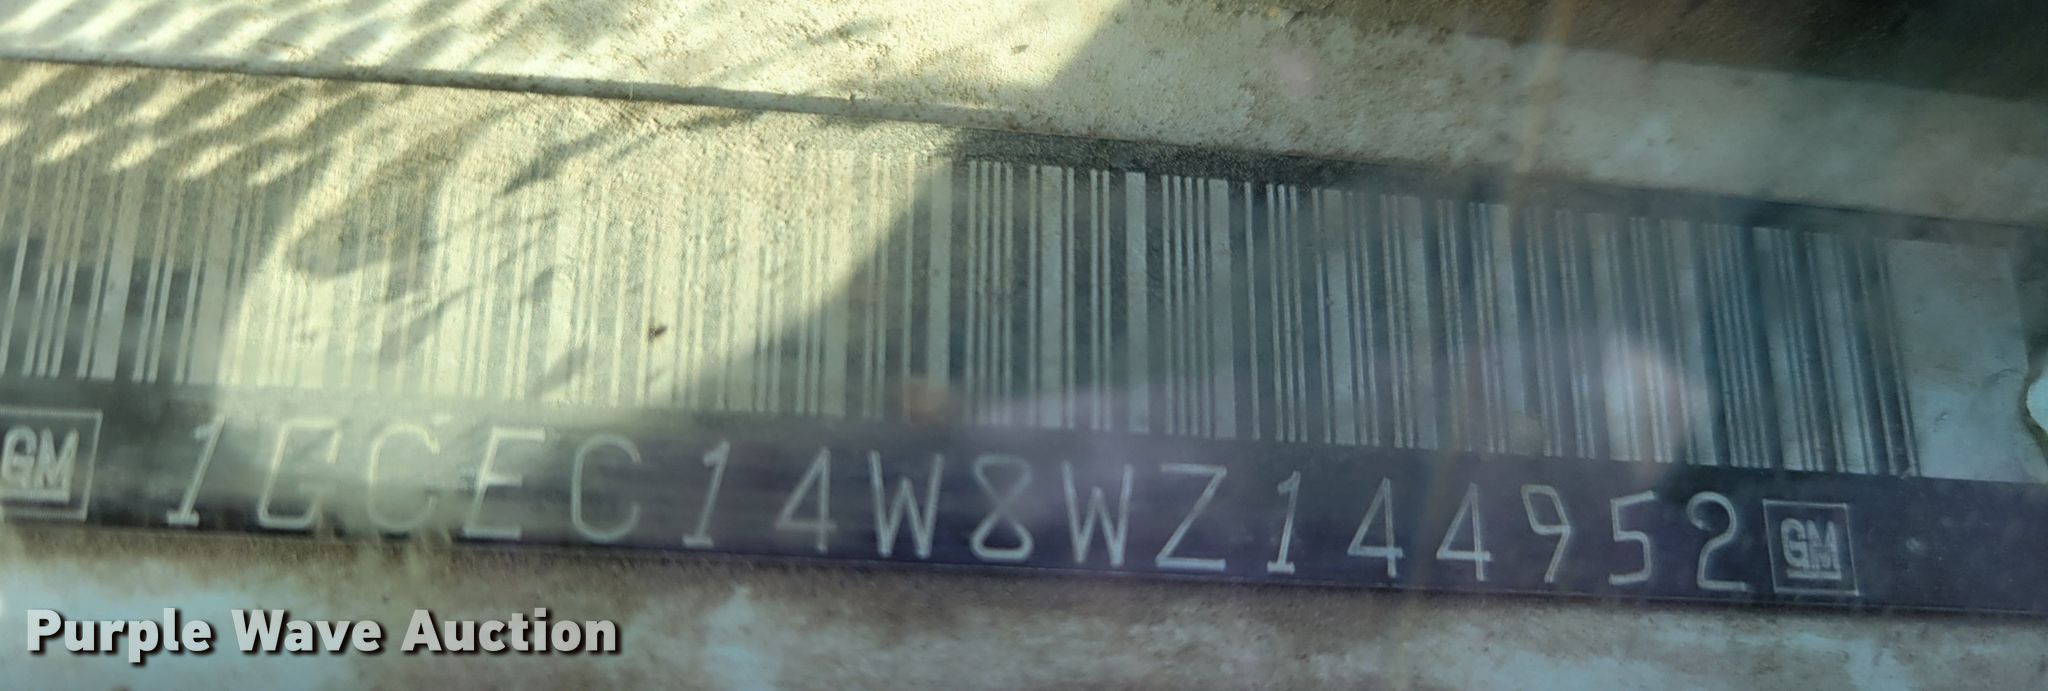 GM 1GCEC14W8WZ144952 GM
Purple Wave Auction